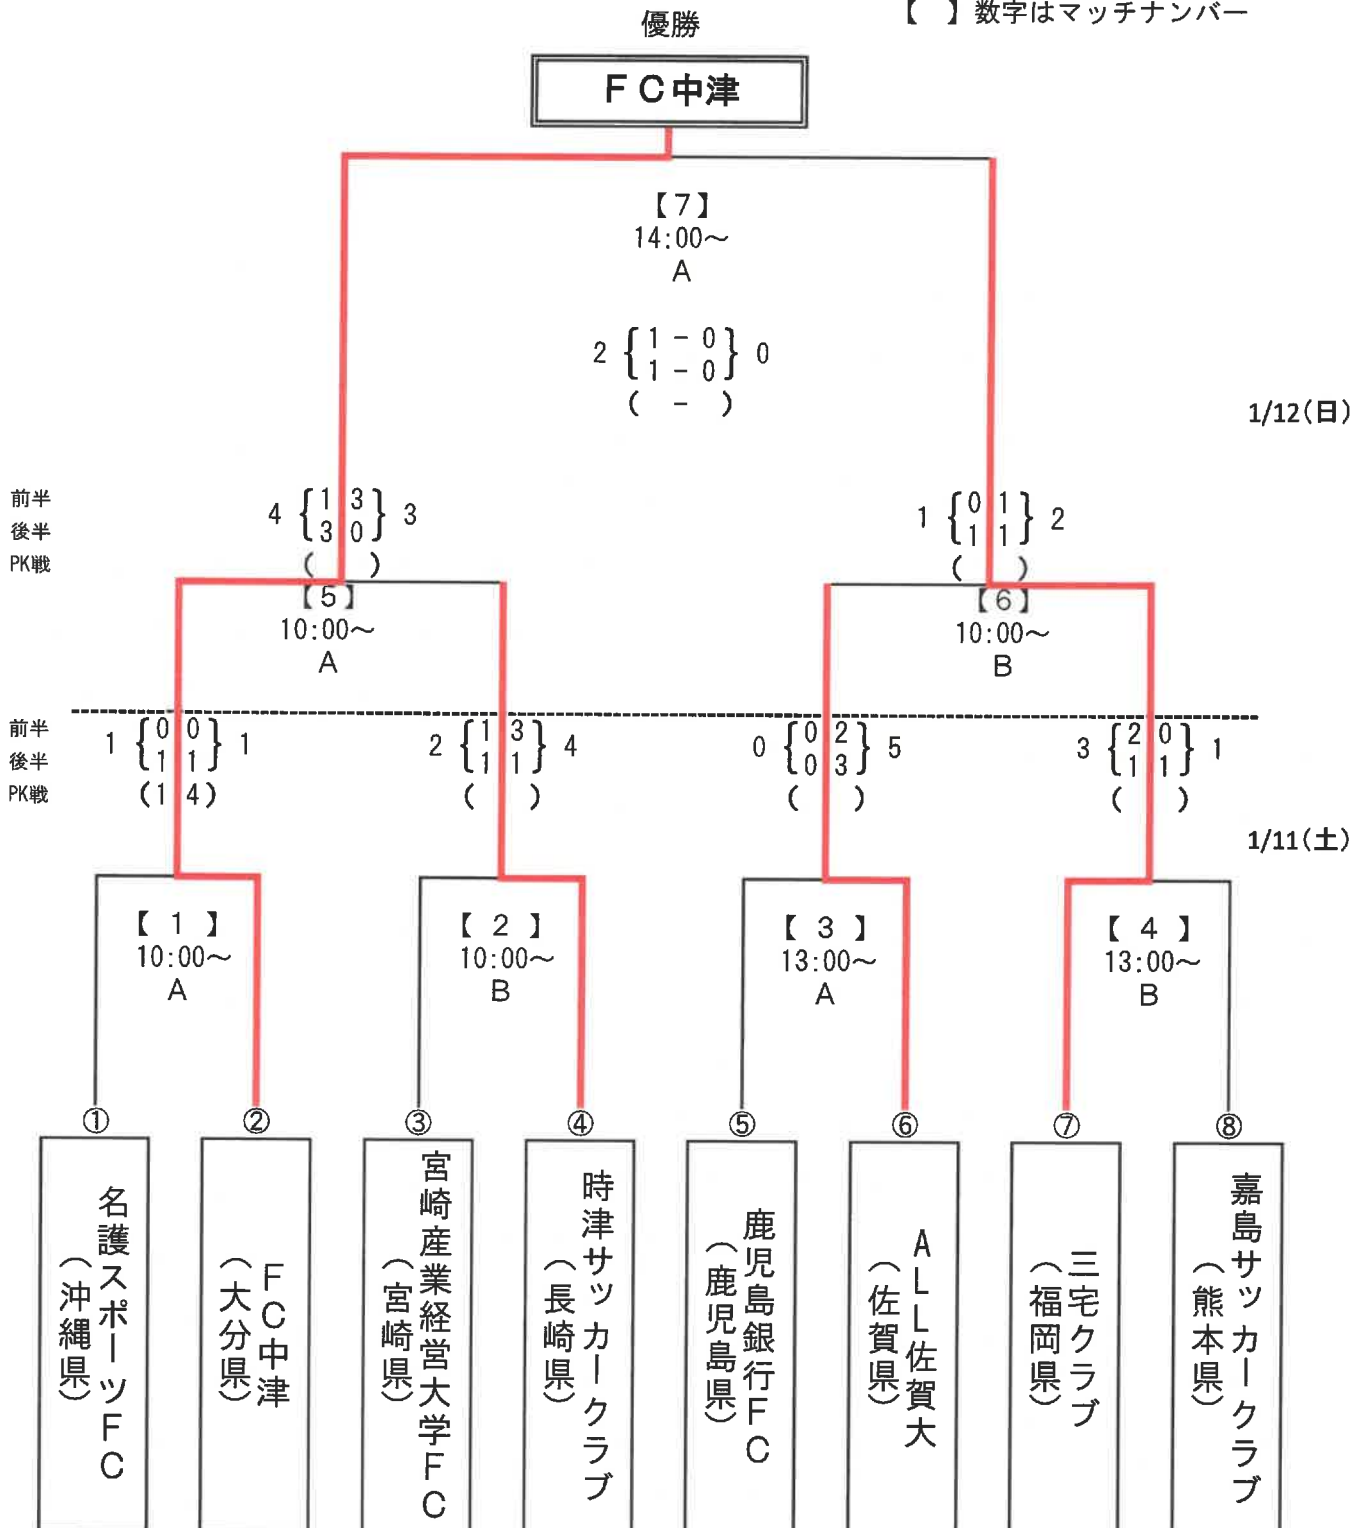 【　】数字はマッチナンバー
優勝
ＦＣ中津
【7】
14:00～
A
2 { 1 - 0 } 0
1 - 0
(　-　)
1/12(日)
前半
後半
PK戦
4 { 1 3 } 3
3 0
(　　)
【5】
10:00～
A
1 { 0 1 } 2
1 1
(　　)
【6】
10:00～
B
前半
後半
PK戦
1 { 0 0 } 1
1 1
(1 4)
2 { 1 3 } 4
1 1
(　　)
0 { 0 2 } 5
0 3
(　　)
3 { 2 0 } 1
1 1
(　　)
1/11(土)
【 1 】
10:00～
A
【 2 】
10:00～
B
【 3 】
13:00～
A
【 4 】
13:00～
B
①
名護スポーツFC
（沖縄県）
②
FC中津
（大分県）
③
宮崎産業経営大学FC
（宮崎県）
④
時津サッカークラブ
（長崎県）
⑤
鹿児島銀行FC
（鹿児島県）
⑥
ALL佐賀大
（佐賀県）
⑦
三宅クラブ
（福岡県）
⑧
嘉島サッカークラブ
（熊本県）